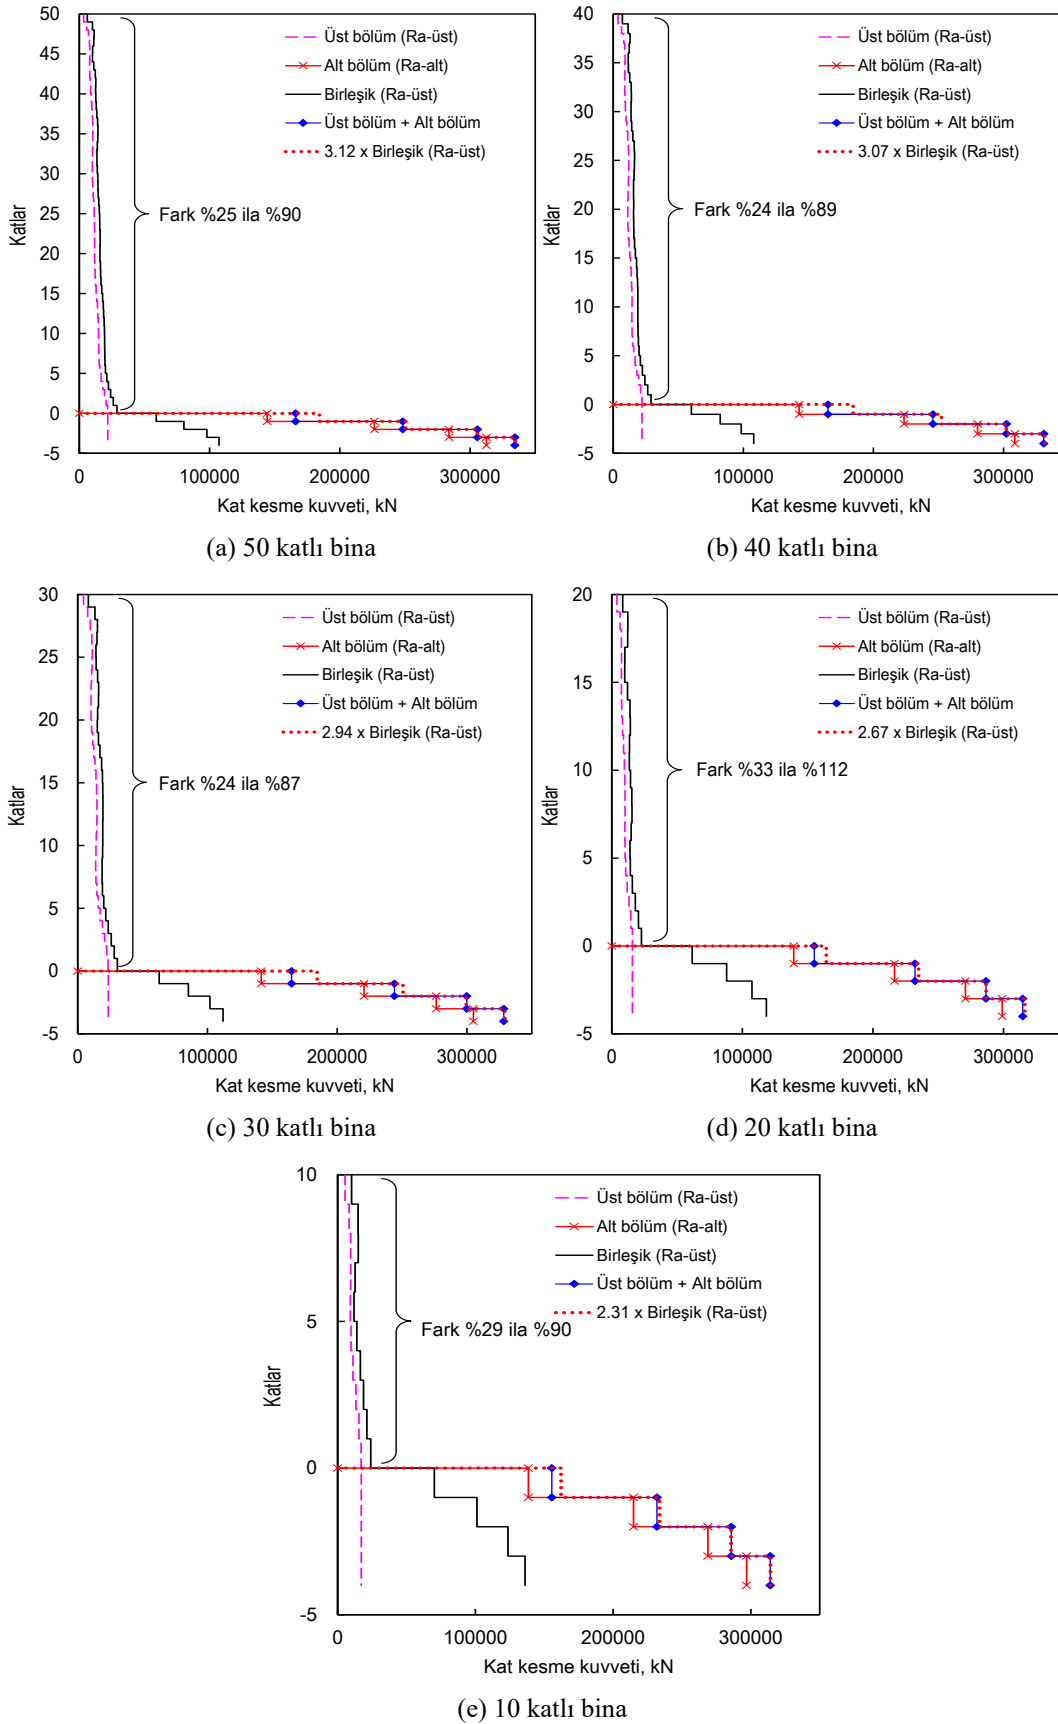 50
45
40
35
30
25
20
15
10
5
0
-5
Katlar
Üst bölüm (Ra-üst)
Alt bölüm (Ra-alt)
Birleşik (Ra-üst)
Üst bölüm + Alt bölüm
3.12 x Birleşik (Ra-üst)
Fark %25 ila %90
0 100000 200000 300000
Kat kesme kuvveti, kN
(a) 50 katlı bina
40
35
30
25
20
15
10
5
0
-5
Katlar
Üst bölüm (Ra-üst)
Alt bölüm (Ra-alt)
Birleşik (Ra-üst)
Üst bölüm + Alt bölüm
3.07 x Birleşik (Ra-üst)
Fark %24 ila %89
0 100000 200000 300000
Kat kesme kuvveti, kN
(b) 40 katlı bina
30
25
20
15
10
5
0
-5
Katlar
Üst bölüm (Ra-üst)
Alt bölüm (Ra-alt)
Birleşik (Ra-üst)
Üst bölüm + Alt bölüm
2.94 x Birleşik (Ra-üst)
Fark %24 ila %87
0 100000 200000 300000
Kat kesme kuvveti, kN
(c) 30 katlı bina
20
15
10
5
0
-5
Katlar
Üst bölüm (Ra-üst)
Alt bölüm (Ra-alt)
Birleşik (Ra-üst)
Üst bölüm + Alt bölüm
2.67 x Birleşik (Ra-üst)
Fark %33 ila %112
0 100000 200000 300000
Kat kesme kuvveti, kN
(d) 20 katlı bina
10
5
0
-5
Katlar
Üst bölüm (Ra-üst)
Alt bölüm (Ra-alt)
Birleşik (Ra-üst)
Üst bölüm + Alt bölüm
2.31 x Birleşik (Ra-üst)
Fark %29 ila %90
0 100000 200000 300000
Kat kesme kuvveti, kN
(e) 10 katlı bina